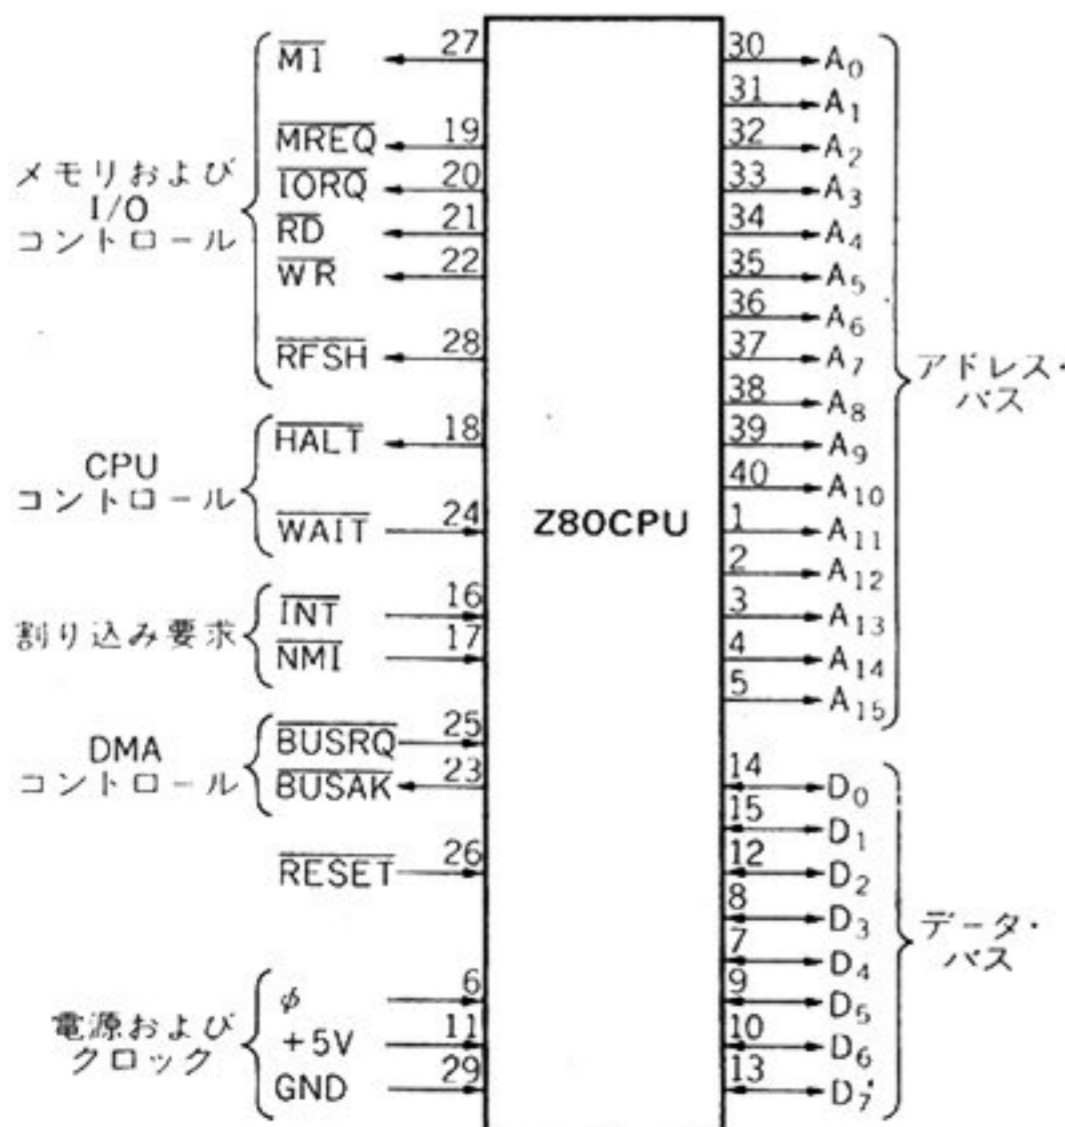 メモリおよび
I/O
コントロール
M1 27
MREQ 19
IORQ 20
RD 21
WR 22
RFSH 28
CPU
コントロール
HALT 18
WAIT 24
割り込み要求
INT 16
NMI 17
DMA
コントロール
BUSRQ 25
BUSAK 23
RESET 26
電源および
クロック
φ 6
+5V 11
GND 29
Z80CPU
30 A0
31 A1
32 A2
33 A3
34 A4
35 A5
36 A6
37 A7
38 A8
39 A9
40 A10
1 A11
2 A12
3 A13
4 A14
5 A15
アドレス・
バス
14 D0
15 D1
12 D2
8 D3
7 D4
9 D5
10 D6
13 D7
データ・
バス